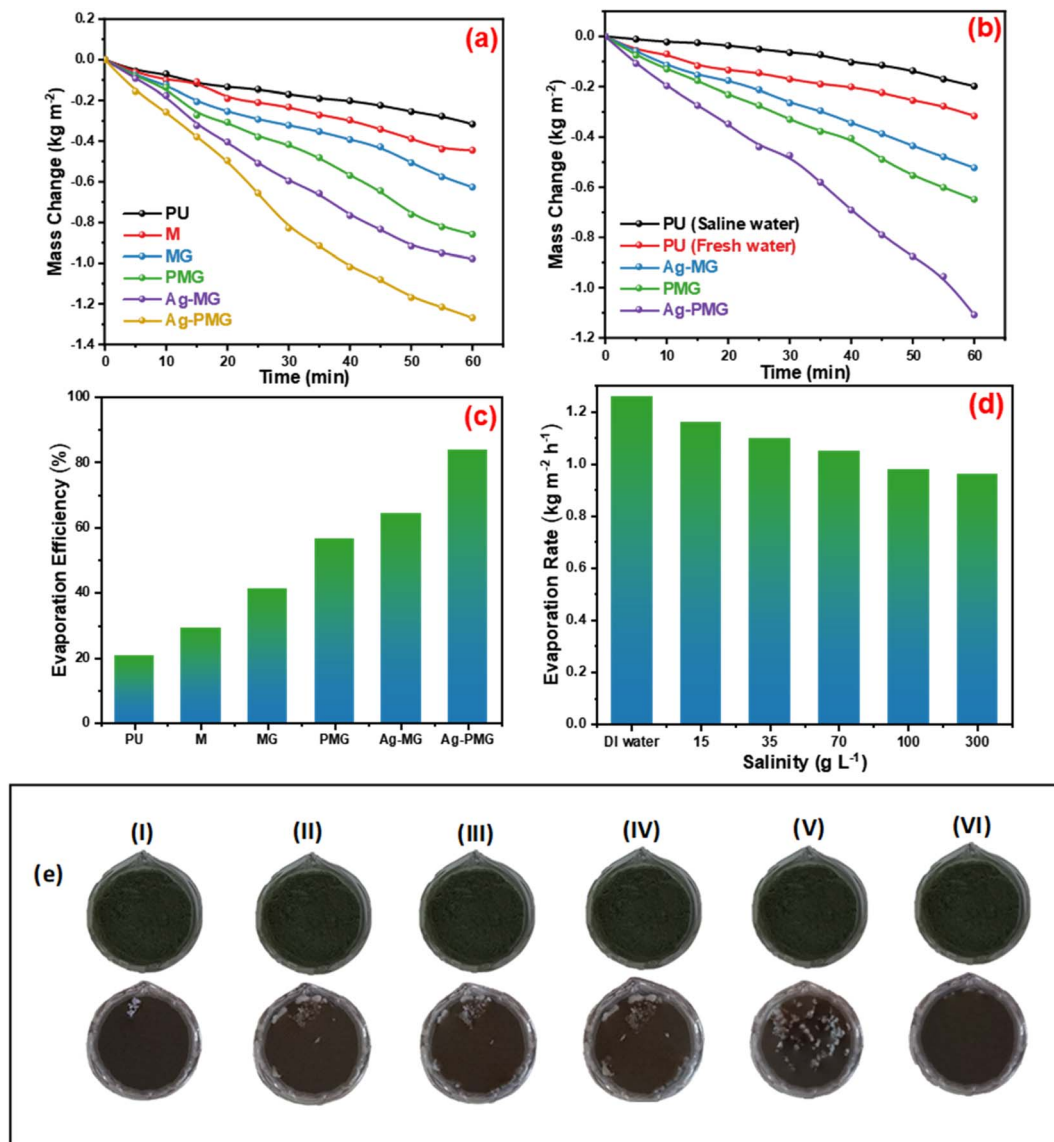 (a)
Mass Change (kg m⁻²)
0.2
0.0
-0.2
-0.4
-0.6
-0.8
-1.0
-1.2
-1.4
PU
M
MG
PMG
Ag-MG
Ag-PMG
0 10 20 30 40 50 60
Time (min)
(b)
Mass Change (kg m⁻²)
0.0
-0.2
-0.4
-0.6
-0.8
-1.0
-1.2
PU (Saline water)
PU (Fresh water)
Ag-MG
PMG
Ag-PMG
0 10 20 30 40 50 60
Time (min)
(c)
Evaporation Efficiency (%)
100
80
60
40
20
0
PU M MG PMG Ag-MG Ag-PMG
(d)
Evaporation Rate (kg m⁻² h⁻¹)
1.2
1.0
0.8
0.6
0.4
0.2
0.0
DI water 15 35 70 100 300
Salinity (g L⁻¹)
(e)
(I) (II) (III) (IV) (V) (VI)